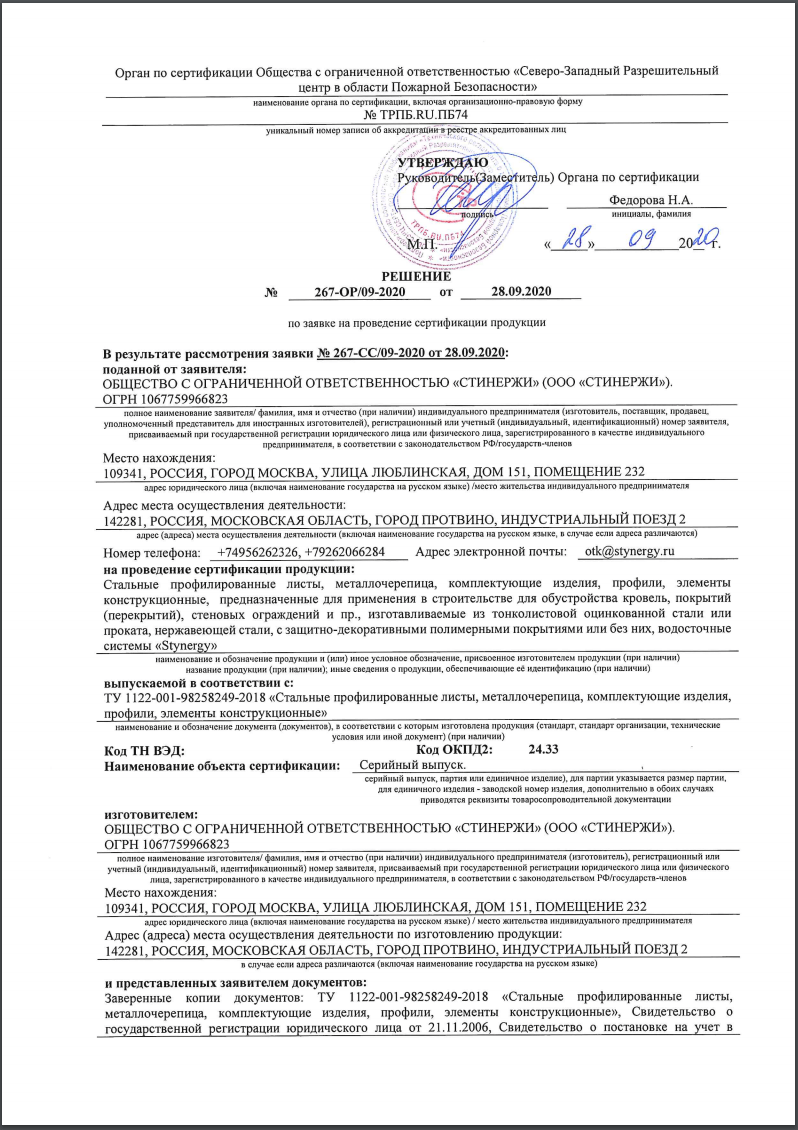 Орган по сертификации Общества с ограниченной ответственностью «Северо-Западный Разрешительный
центр в области Пожарной Безопасности»
наименование органа по сертификации, включая организационно-правовую форму
№ ТРПБ.RU.ПБ74
уникальный номер записи об аккредитации в реестре аккредитованных лиц
УТВЕРЖДАЮ
Руководитель(Заместитель) Органа по сертификации
Федорова Н.А.
подпись
инициалы, фамилия
ТРПБ.RU.ПБ74
М.П.
«28» 09 2020г.
РЕШЕНИЕ
№ 267-ОР/09-2020 от 28.09.2020
по заявке на проведение сертификации продукции
В результате рассмотрения заявки № 267-СС/09-2020 от 28.09.2020:
поданной от заявителя:
ОБЩЕСТВО С ОГРАНИЧЕННОЙ ОТВЕТСТВЕННОСТЬЮ «СТИНЕРЖИ» (ООО «СТИНЕРЖИ»).
ОГРН 1067759966823
полное наименование заявителя/ фамилия, имя и отчество (при наличии) индивидуального предпринимателя (изготовитель, поставщик, продавец,
уполномоченный представитель для иностранных изготовителей), регистрационный или учетный (индивидуальный, идентификационный) номер заявителя,
присваиваемый при государственной регистрации юридического лица или физического лица, зарегистрированного в качестве индивидуального
предпринимателя, в соответствии с законодательством РФ/государств-членов
Место нахождения:
109341, РОССИЯ, ГОРОД МОСКВА, УЛИЦА ЛЮБЛИНСКАЯ, ДОМ 151, ПОМЕЩЕНИЕ 232
адрес юридического лица (включая наименование государства на русском языке) /место жительства индивидуального предпринимателя
Адрес места осуществления деятельности:
142281, РОССИЯ, МОСКОВСКАЯ ОБЛАСТЬ, ГОРОД ПРОТВИНО, ИНДУСТРИАЛЬНЫЙ ПОЕЗД 2
адрес (адреса) места осуществления деятельности (включая наименование государства на русском языке, в случае если адреса различаются)
Номер телефона: +74956262326, +79262066284 Адрес электронной почты: otk@stynergy.ru
на проведение сертификации продукции:
Стальные профилированные листы, металлочерепица, комплектующие изделия, профили, элементы
конструкционные, предназначенные для применения в строительстве для обустройства кровель, покрытий
(перекрытий), стеновых ограждений и пр., изготавливаемые из тонколистовой оцинкованной стали или
проката, нержавеющей стали, с защитно-декоративными полимерными покрытиями или без них, водосточные
системы «Stynergy»
наименование и обозначение продукции и (или) иное условное обозначение, присвоенное изготовителем продукции (при наличии)
название продукции (при наличии); иные сведения о продукции, обеспечивающие её идентификацию (при наличии)
выпускаемой в соответствии с:
ТУ 1122-001-98258249-2018 «Стальные профилированные листы, металлочерепица, комплектующие изделия,
профили, элементы конструкционные»
наименование и обозначение документа (документов), в соответствии с которым изготовлена продукция (стандарт, стандарт организации, технические
условия или иной документ) (при наличии)
Код ТН ВЭД: Код ОКПД2: 24.33
Наименование объекта сертификации: Серийный выпуск.
серийный выпуск, партия или единичное изделие), для партии указывается размер партии,
для единичного изделия - заводской номер изделия, дополнительно в обоих случаях
приводятся реквизиты товаросопроводительной документации
изготовителем:
ОБЩЕСТВО С ОГРАНИЧЕННОЙ ОТВЕТСТВЕННОСТЬЮ «СТИНЕРЖИ» (ООО «СТИНЕРЖИ»).
ОГРН 1067759966823
полное наименование изготовителя/ фамилия, имя и отчество (при наличии) индивидуального предпринимателя (изготовитель), регистрационный или
учетный (индивидуальный, идентификационный) номер заявителя, присваиваемый при государственной регистрации юридического лица или физического
лица, зарегистрированного в качестве индивидуального предпринимателя, в соответствии с законодательством РФ/государств-членов
Место нахождения:
109341, РОССИЯ, ГОРОД МОСКВА, УЛИЦА ЛЮБЛИНСКАЯ, ДОМ 151, ПОМЕЩЕНИЕ 232
адрес юридического лица (включая наименование государства на русском языке) / место жительства индивидуального предпринимателя
Адрес (адреса) места осуществления деятельности по изготовлению продукции:
142281, РОССИЯ, МОСКОВСКАЯ ОБЛАСТЬ, ГОРОД ПРОТВИНО, ИНДУСТРИАЛЬНЫЙ ПОЕЗД 2
в случае если адреса различаются (включая наименование государства на русском языке)
и представленных заявителем документов:
Заверенные копии документов: ТУ 1122-001-98258249-2018 «Стальные профилированные листы,
металлочерепица, комплектующие изделия, профили, элементы конструкционные», Свидетельство о
государственной регистрации юридического лица от 21.11.2006, Свидетельство о постановке на учет в